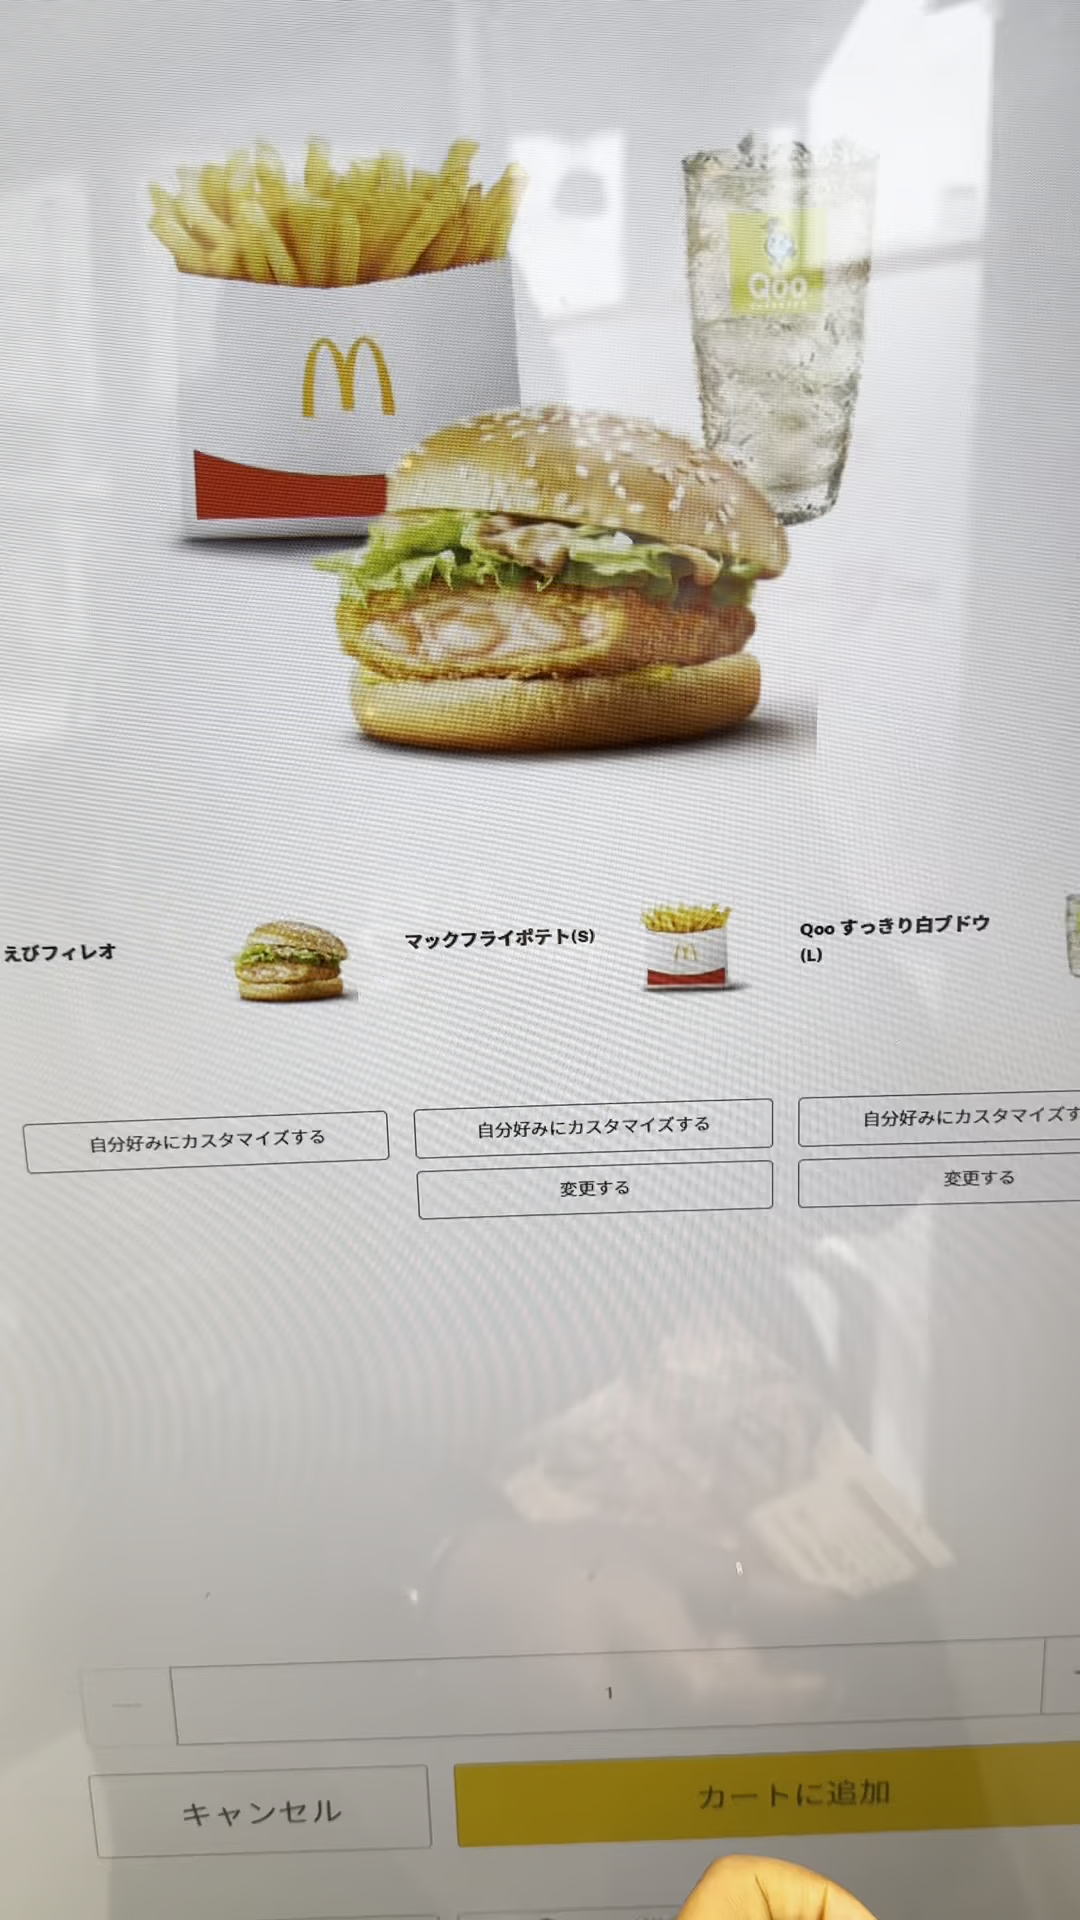 Qoo
えびフィレオ
マックフライポテト(S)
Qoo すっきり白ブドウ
(L)
自分好みにカスタマイズする
自分好みにカスタマイズする
自分好みにカスタマイズす
変更する
変更する
1
キャンセル
カートに追加